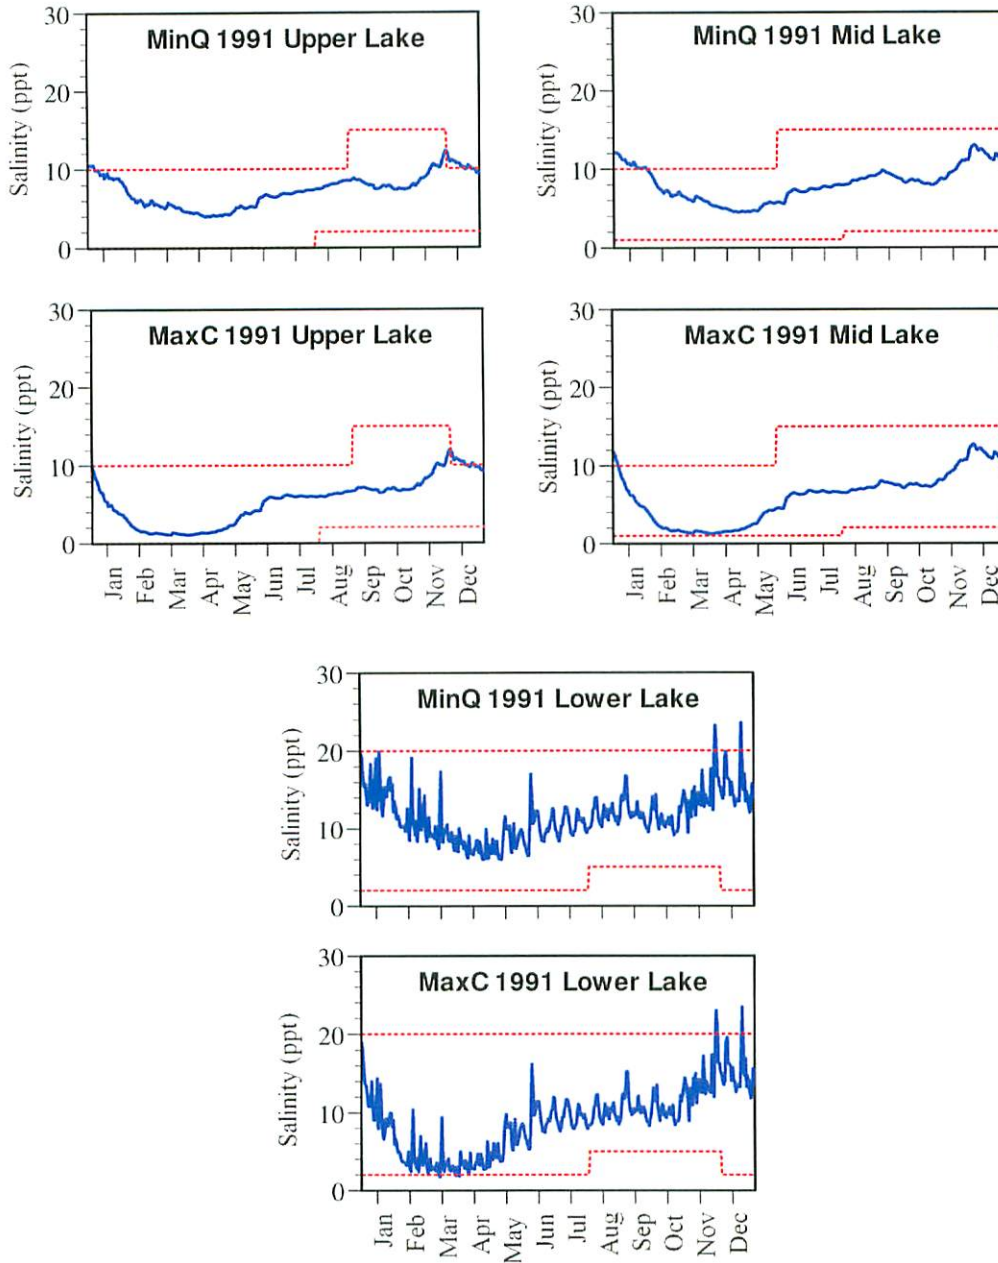 MinQ 1991 Upper Lake
Salinity (ppt)
30
20
10
0
MinQ 1991 Mid Lake
Salinity (ppt)
30
20
10
0
MaxC 1991 Upper Lake
Salinity (ppt)
30
20
10
0
Jan Feb Mar Apr May Jun Jul Aug Sep Oct Nov Dec
MaxC 1991 Mid Lake
Salinity (ppt)
30
20
10
0
Jan Feb Mar Apr May Jun Jul Aug Sep Oct Nov Dec
MinQ 1991 Lower Lake
Salinity (ppt)
30
20
10
0
MaxC 1991 Lower Lake
Salinity (ppt)
30
20
10
0
Jan Feb Mar Apr May Jun Jul Aug Sep Oct Nov Dec